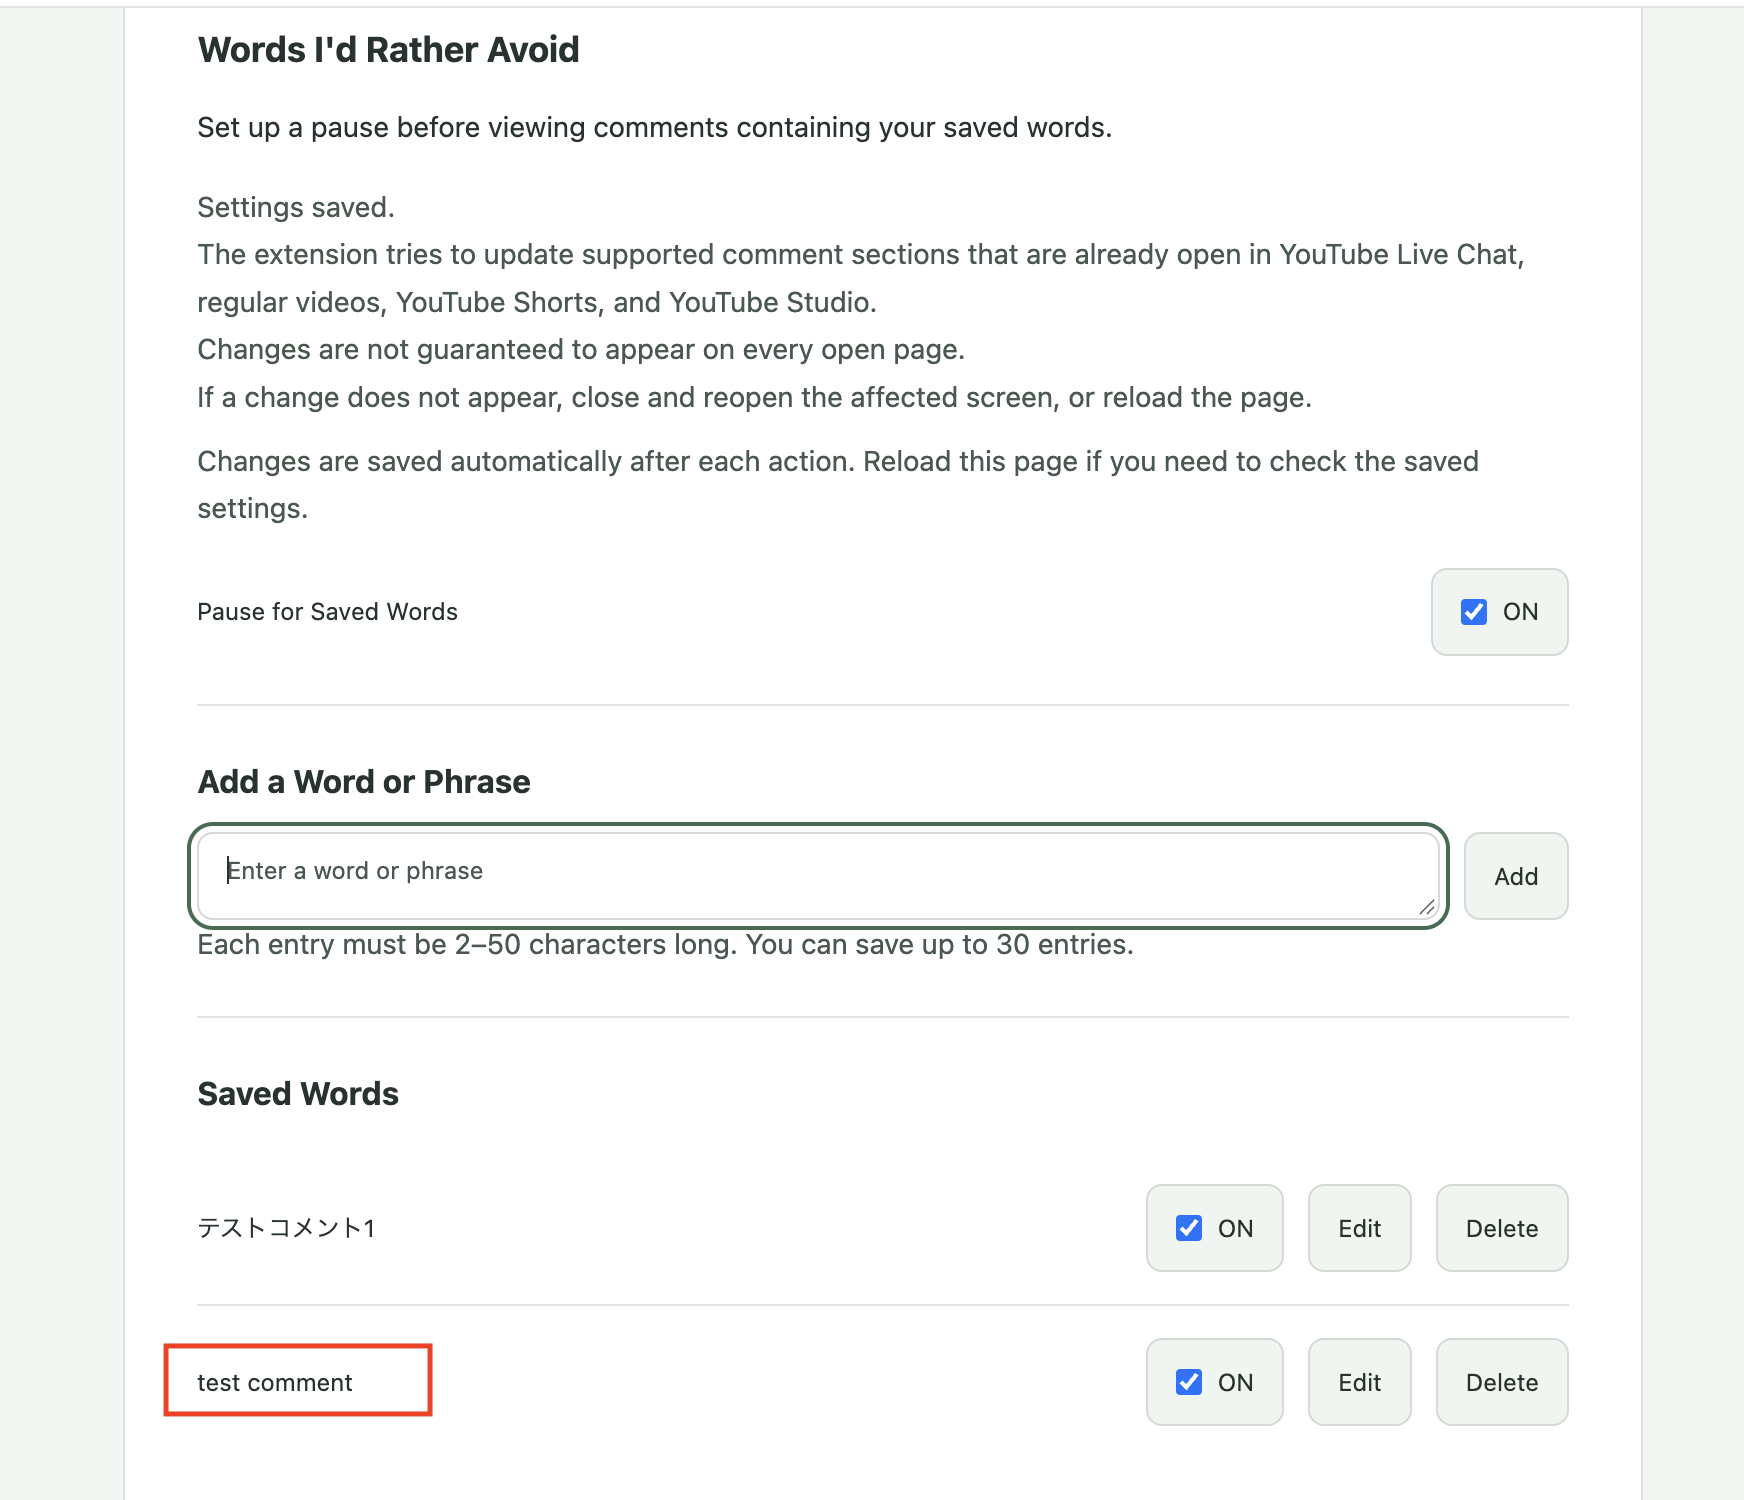 Words I'd Rather Avoid
Set up a pause before viewing comments containing your saved words.
Settings saved.
The extension tries to update supported comment sections that are already open in YouTube Live Chat,
regular videos, YouTube Shorts, and YouTube Studio.
Changes are not guaranteed to appear on every open page.
If a change does not appear, close and reopen the affected screen, or reload the page.
Changes are saved automatically after each action. Reload this page if you need to check the saved
settings.
Pause for Saved Words
ON
Add a Word or Phrase
Enter a word or phrase
Add
Each entry must be 2–50 characters long. You can save up to 30 entries.
Saved Words
テストコメント1
ON
Edit
Delete
test comment
ON
Edit
Delete